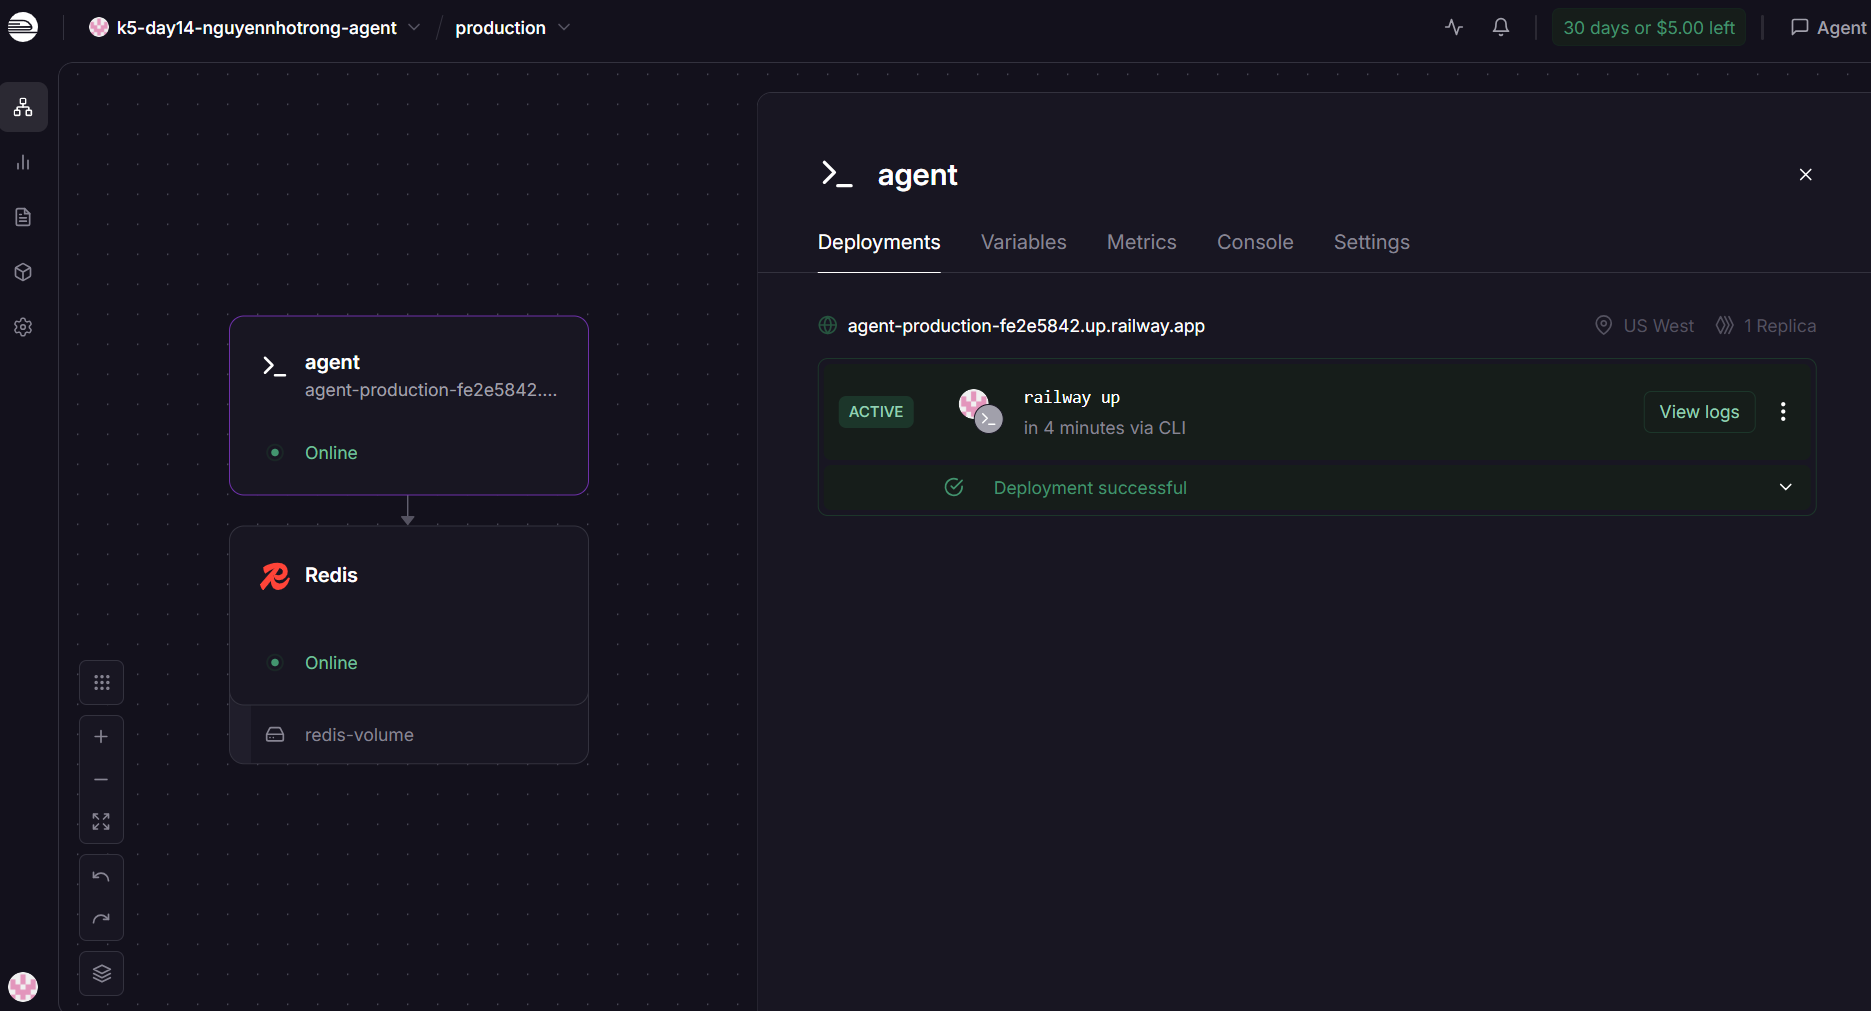 k5-day14-nguyennhotrong-agent
production
30 days or $5.00 left
Agent
agent
agent-production-fe2e5842....
Online
Redis
Online
redis-volume
agent
Deployments Variables Metrics Console Settings
agent-production-fe2e5842.up.railway.app
US West
1 Replica
ACTIVE
railway up
in 4 minutes via CLI
View logs
Deployment successful